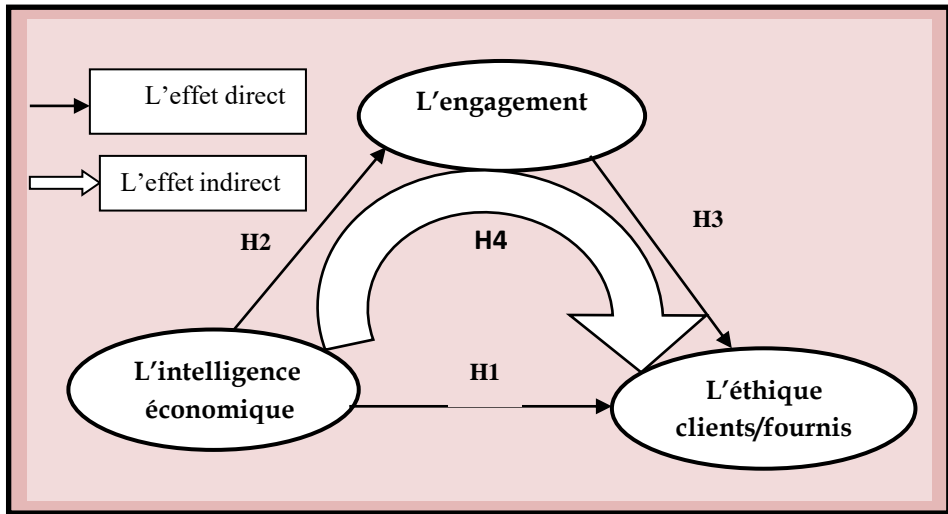 L'effet direct
L'effet indirect
L'engagement
H2
H4
H3
L'intelligence
économique
H1
L'éthique
clients/fournis